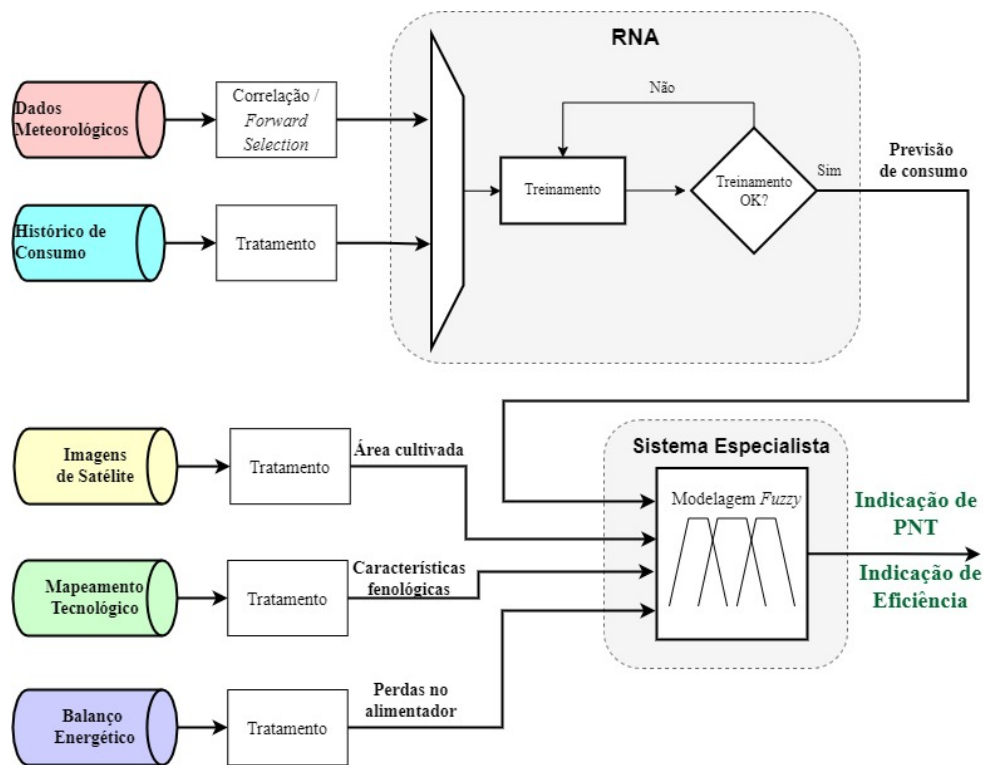 RNA
Dados
Meteorológicos
Correlação /
Forward
Selection
Não
Treinamento
Treinamento
OK?
Sim
Previsão
de consumo
Histórico de
Consumo
Tratamento
Imagens
de Satélite
Tratamento
Área cultivada
Sistema Especialista
Modelagem Fuzzy
Indicação de
PNT
Indicação de
Eficiência
Mapeamento
Tecnológico
Tratamento
Características
fenológicas
Balanço
Energético
Tratamento
Perdas no
alimentador